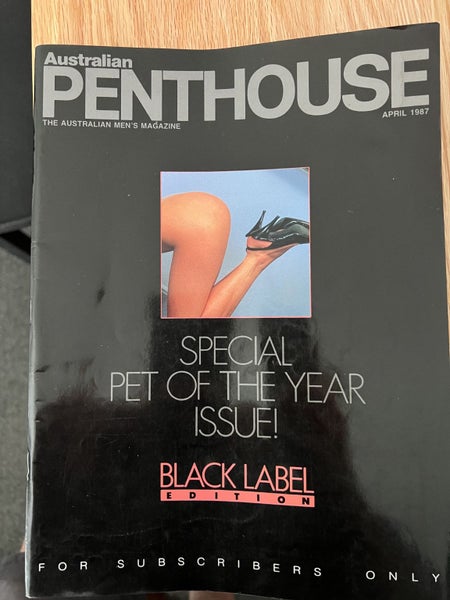 Australian
PENTHOUSE
THE AUSTRALIAN MEN'S MAGAZINE
APRIL 1987
SPECIAL
PET OF THE YEAR
ISSUE!
BLACK LABEL
EDITION
FOR SUBSCRIBERS ONLY